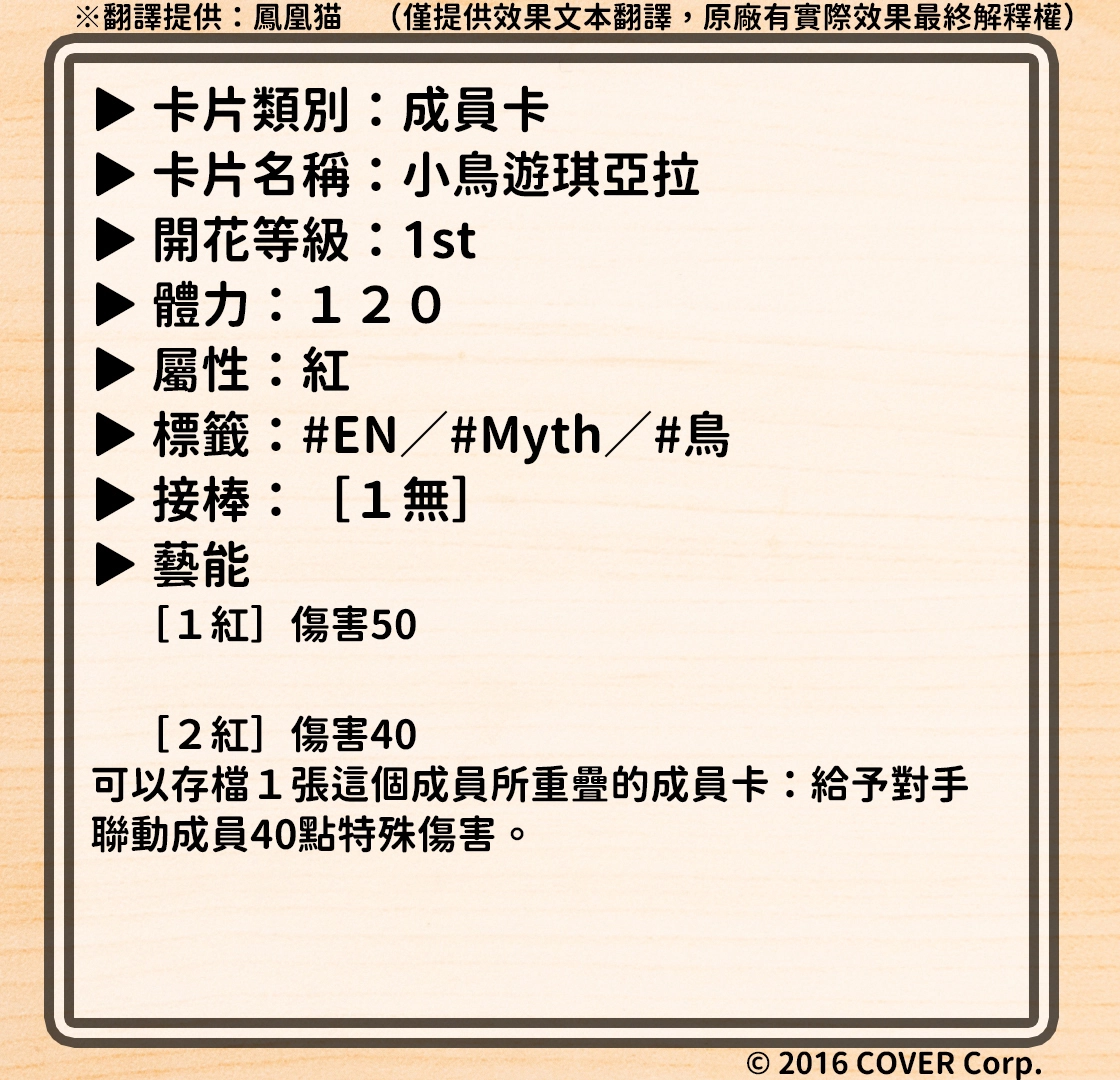 ※翻譯提供：鳳凰猫　（僅提供效果文本翻譯，原廠有實際效果最終解釋權）
▶ 卡片類別：成員卡
▶ 卡片名稱：小鳥遊琪亞拉
▶ 開花等級：1st
▶ 體力：１２０
▶ 屬性：紅
▶ 標籤：#EN／#Myth／#鳥
▶ 接棒：［１無］
▶ 藝能
［１紅］傷害50
［２紅］傷害40
可以存檔１張這個成員所重疊的成員卡：給予對手
聯動成員40點特殊傷害。
© 2016 COVER Corp.